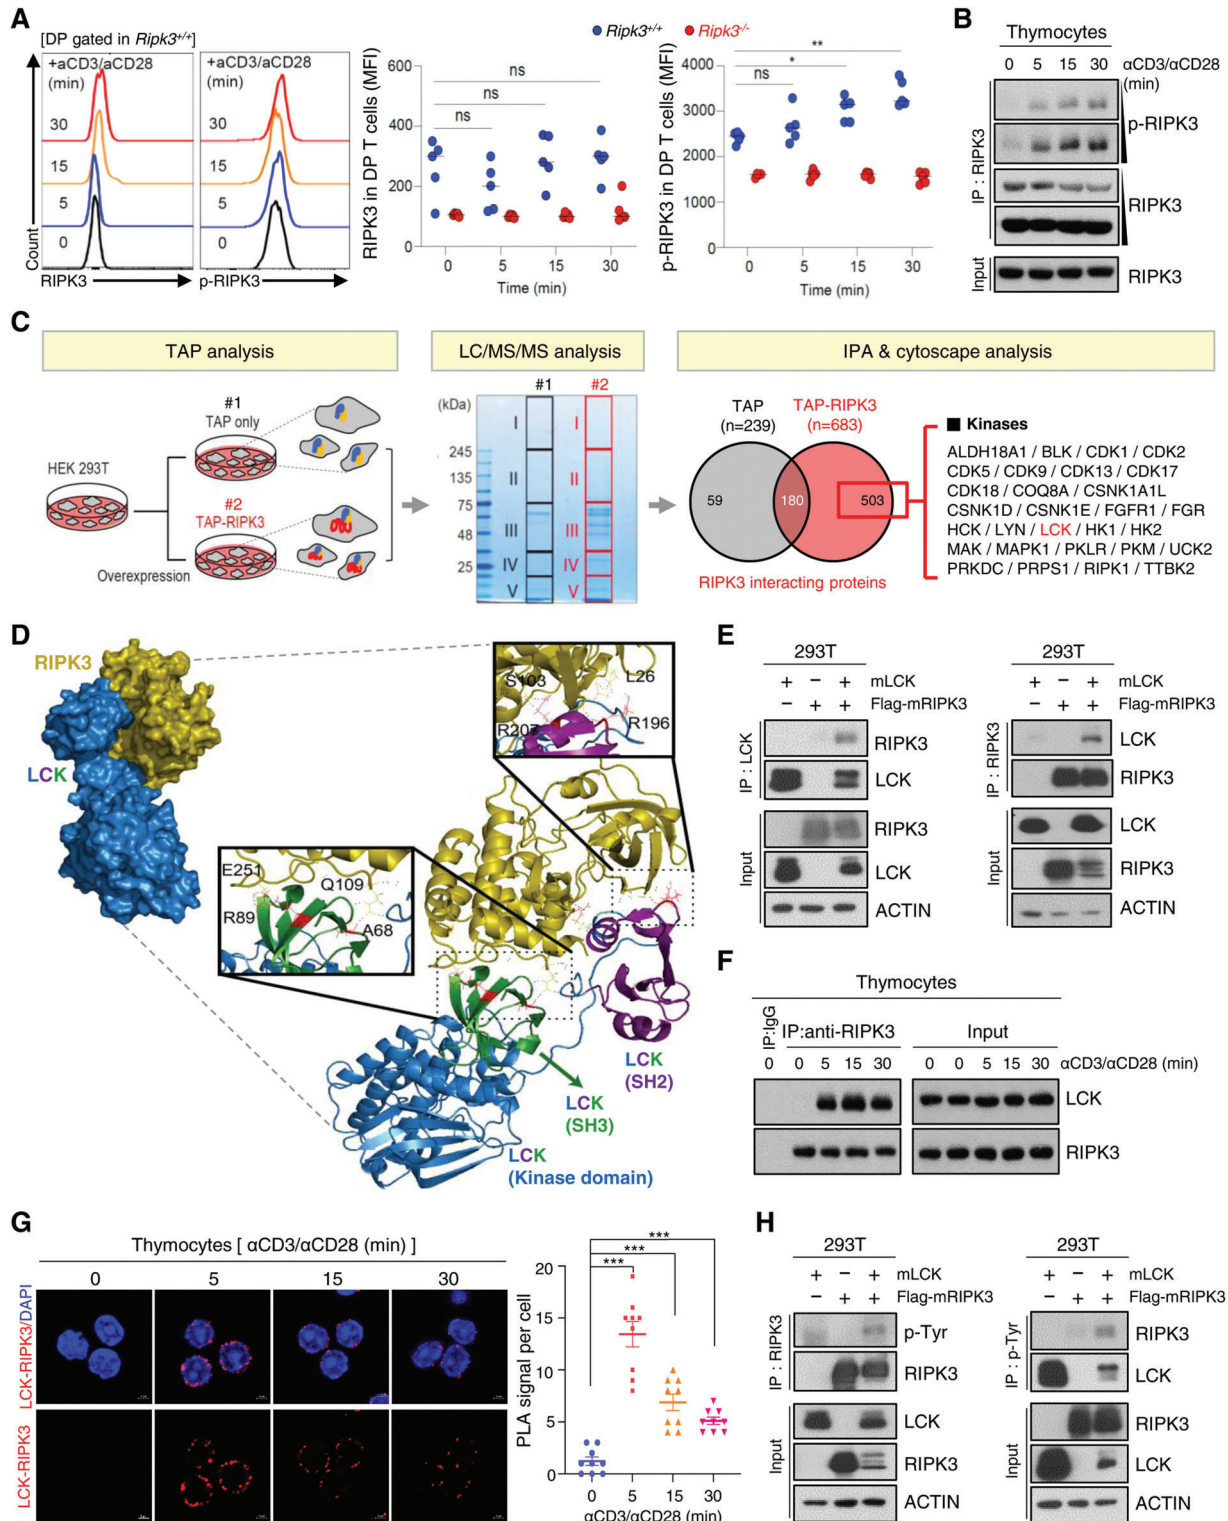 A
[DP gated in Ripk3+/+]
+aCD3/aCD28
(min)
30
15
5
0
Count
RIPK3
+aCD3/aCD28
(min)
30
15
5
0
p-RIPK3
Ripk3+/+
Ripk3-/-
RIPK3 in DP T cells (MFI)
600
400
200
0
ns
ns
ns
0 5 15 30
Time (min)
p-RIPK3 in DP T cells (MFI)
4000
3000
2000
1000
0
**
*
ns
0 5 15 30
Time (min)
B
Thymocytes
0 5 15 30
αCD3/αCD28
(min)
IP : RIPK3
p-RIPK3
RIPK3
Input
RIPK3
C
TAP analysis
LC/MS/MS analysis
IPA & cytoscape analysis
HEK 293T
Overexpression
#1
TAP only
#2
TAP-RIPK3
#1
#2
(kDa)
245
135
75
48
25
I
II
III
IV
V
I
II
III
IV
V
TAP
(n=239)
TAP-RIPK3
(n=683)
59
180
503
RIPK3 interacting proteins
Kinases
ALDH18A1 / BLK / CDK1 / CDK2
CDK5 / CDK9 / CDK13 / CDK17
CDK18 / COQ8A / CSNK1A1L
CSNK1D / CSNK1E / FGFR1 / FGR
HCK / LYN / LCK / HK1 / HK2
MAK / MAPK1 / PKLR / PKM / UCK2
PRKDC / PRPS1 / RIPK1 / TTBK2
D
RIPK3
LCK
S103
L26
R207
R196
E251
Q109
R89
A68
LCK
(SH2)
LCK
(SH3)
LCK
(Kinase domain)
E
293T
+ − + mLCK
− + + Flag-mRIPK3
IP : LCK
RIPK3
LCK
Input
RIPK3
LCK
ACTIN
293T
+ − + mLCK
− + + Flag-mRIPK3
IP : RIPK3
LCK
RIPK3
Input
LCK
RIPK3
ACTIN
F
Thymocytes
IP:IgG
IP:anti-RIPK3
Input
0 0 5 15 30
0 0 5 15 30
αCD3/αCD28 (min)
LCK
RIPK3
G
Thymocytes [ αCD3/αCD28 (min) ]
0 5 15 30
LCK-RIPK3/DAPI
LCK-RIPK3
PLA signal per cell
20
15
10
5
0
***
***
***
0 5 15 30
αCD3/αCD28 (min)
H
293T
+ − + mLCK
− + + Flag-mRIPK3
IP : RIPK3
p-Tyr
RIPK3
Input
LCK
RIPK3
ACTIN
293T
+ − + mLCK
− + + Flag-mRIPK3
IP : p-Tyr
RIPK3
LCK
Input
RIPK3
LCK
ACTIN